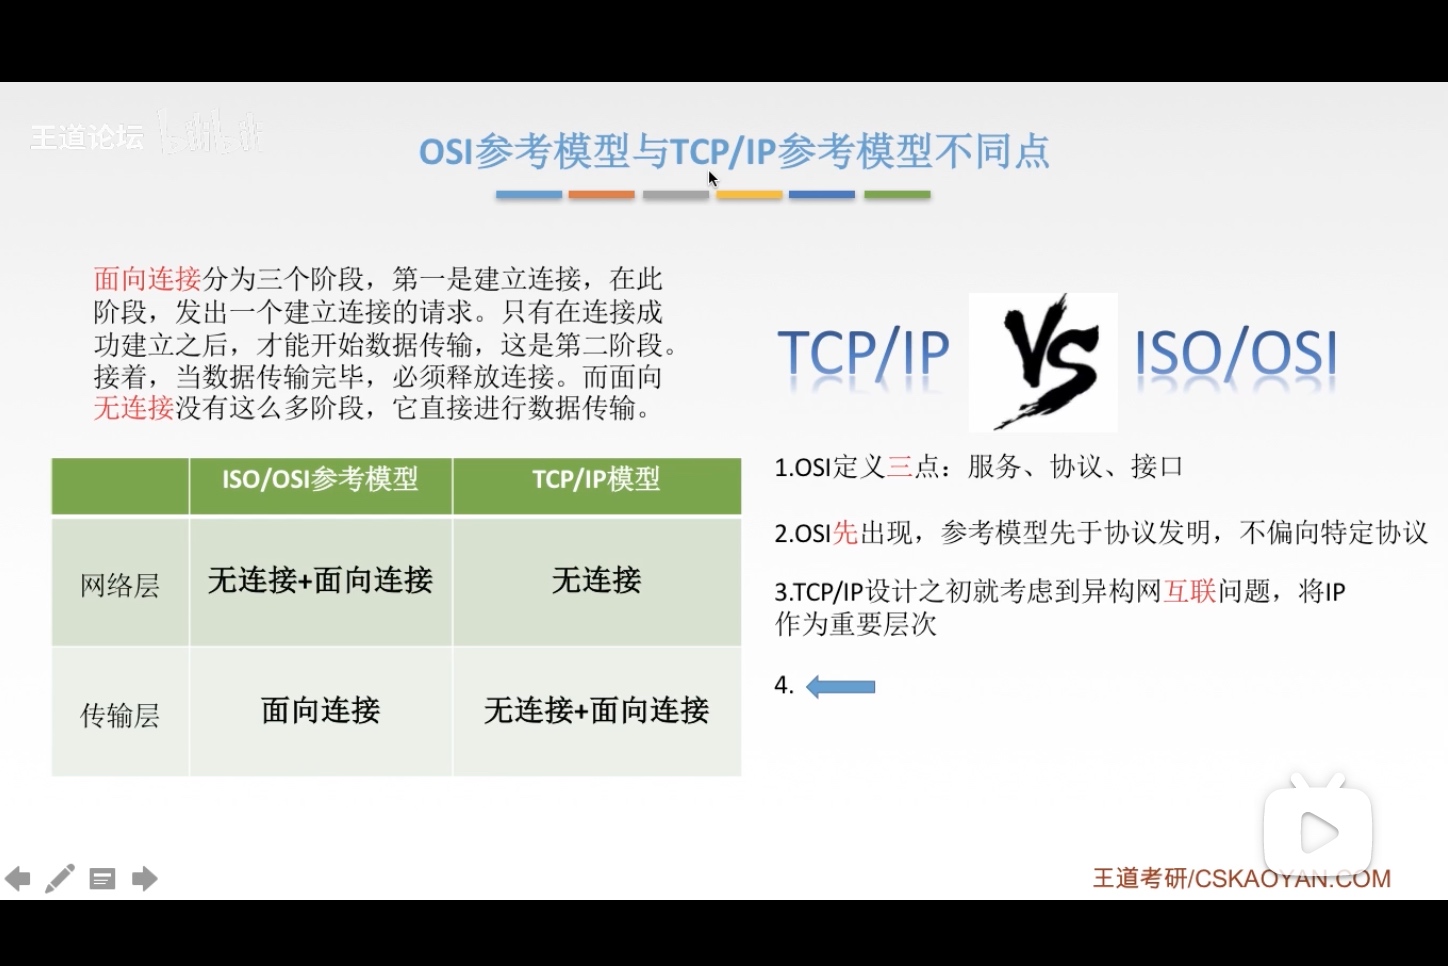 王道论坛 bilibili
OSI参考模型与TCP/IP参考模型不同点
面向连接分为三个阶段，第一是建立连接，在此
阶段，发出一个建立连接的请求。只有在连接成
功建立之后，才能开始数据传输，这是第二阶段。
接着，当数据传输完毕，必须释放连接。而面向
无连接没有这么多阶段，它直接进行数据传输。
ISO/OSI参考模型 TCP/IP模型
网络层 无连接+面向连接 无连接
传输层 面向连接 无连接+面向连接
TCP/IP VS ISO/OSI
1.OSI定义三点：服务、协议、接口
2.OSI先出现，参考模型先于协议发明，不偏向特定协议
3.TCP/IP设计之初就考虑到异构网互联问题，将IP
作为重要层次
4.
王道考研/CSKAOYAN.COM